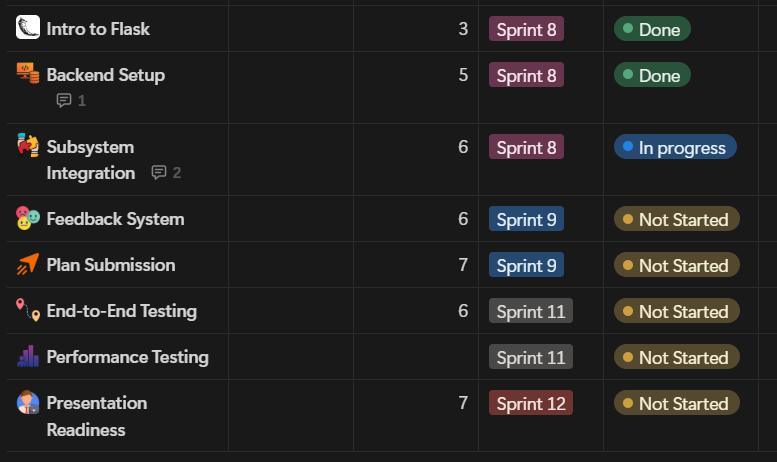 Intro to Flask 3 Sprint 8 Done
Backend Setup 5 Sprint 8 Done
1
Subsystem 6 Sprint 8 In progress
Integration 2
Feedback System 6 Sprint 9 Not Started
Plan Submission 7 Sprint 9 Not Started
End-to-End Testing 6 Sprint 11 Not Started
Performance Testing Sprint 11 Not Started
Presentation 7 Sprint 12 Not Started
Readiness